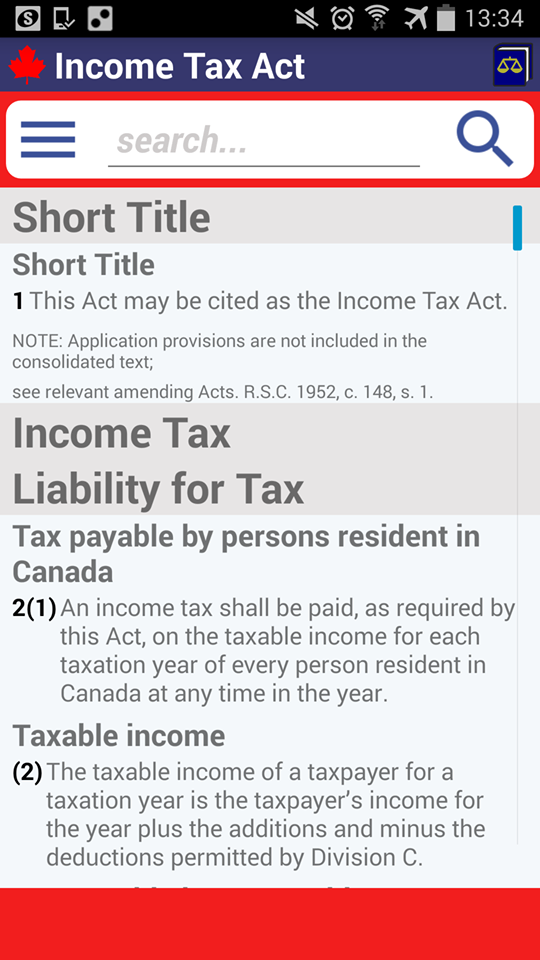 13:34
Income Tax Act
search...
Short Title
Short Title
1 This Act may be cited as the Income Tax Act.
NOTE: Application provisions are not included in the
consolidated text;
see relevant amending Acts. R.S.C. 1952, c. 148, s. 1.
Income Tax
Liability for Tax
Tax payable by persons resident in
Canada
2(1) An income tax shall be paid, as required by
this Act, on the taxable income for each
taxation year of every person resident in
Canada at any time in the year.
Taxable income
(2) The taxable income of a taxpayer for a
taxation year is the taxpayer's income for
the year plus the additions and minus the
deductions permitted by Division C.